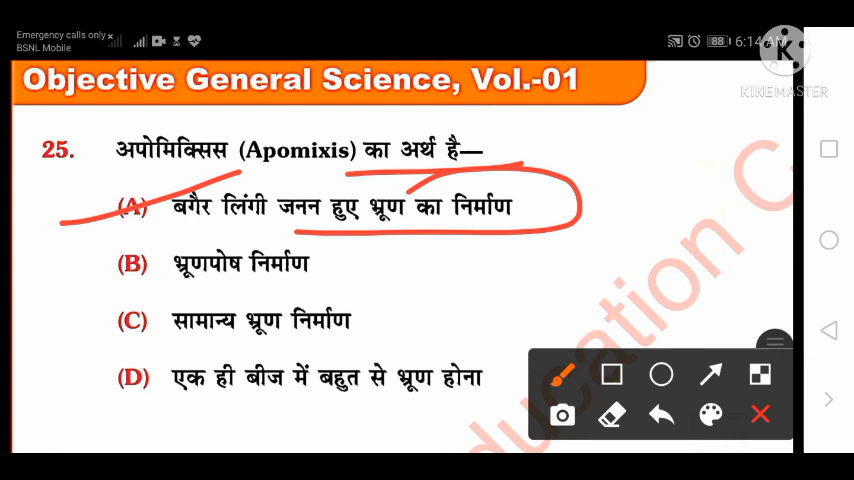 Emergency calls only
BSNL Mobile
88
6:14 AM
K
KINEMASTER
Objective General Science, Vol.-01
25. अपोमिक्सिस (Apomixis) का अर्थ है—
(A) बगैर लिंगी जनन हुए भ्रूण का निर्माण
(B) भ्रूणपोष निर्माण
(C) सामान्य भ्रूण निर्माण
(D) एक ही बीज में बहुत से भ्रूण होना
ducation C